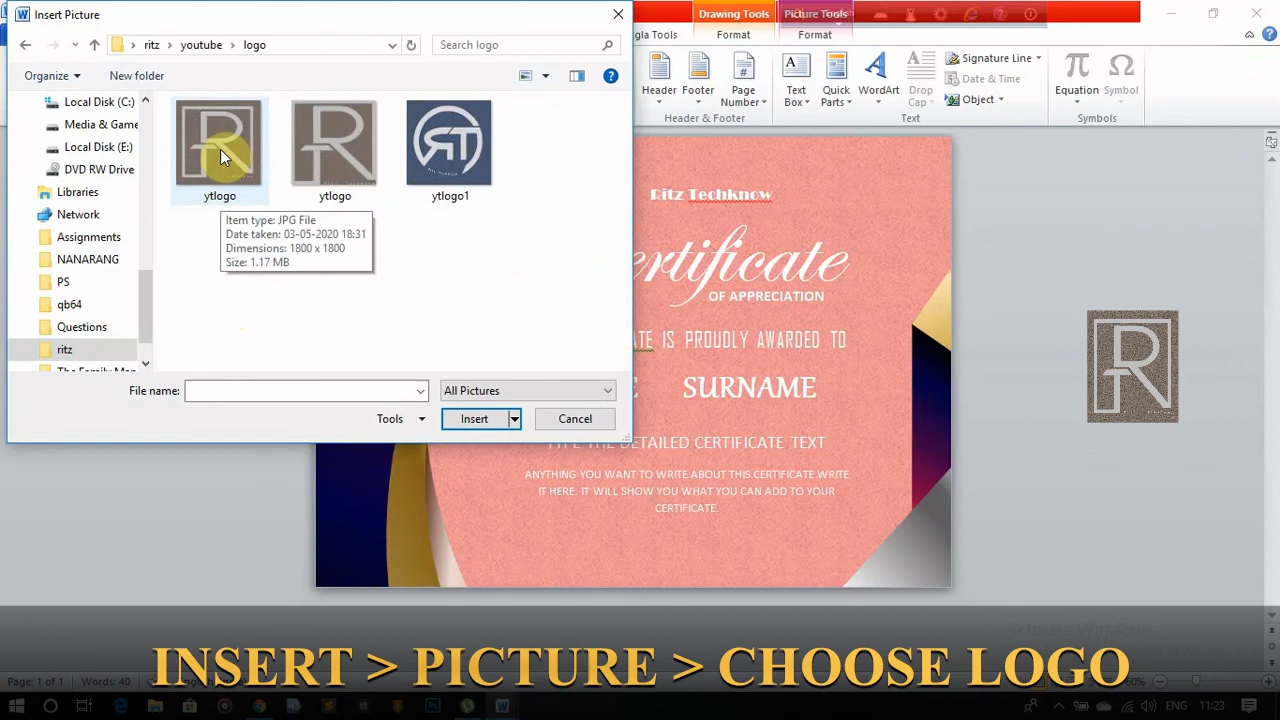 Insert Picture
Drawing Tools
Picture Tools
Format
Format
gla Tools
ritz
youtube
logo
Search logo
Organize
New folder
Header
Footer
Page
Number
Header & Footer
Text
Box
Quick
Parts
WordArt
Drop
Cap
Signature Line
Date & Time
Object
Text
Equation
Symbol
Symbols
Local Disk (C:)
Media & Game
Local Disk (E:)
DVD RW Drive
Libraries
Network
Assignments
NANARANG
PS
qb64
Questions
ritz
The Family Man
ytlogo
ytlogo
ytlogo1
Item type: JPG File
Date taken: 03-05-2020 18:31
Dimensions: 1800 x 1800
Size: 1.17 MB
File name:
All Pictures
Tools
Insert
Cancel
Ritz Techknow
ertificate
OF APPRECIATION
ATE IS PROUDLY AWARDED TO
E SURNAME
TYPE THE DETAILED CERTIFICATE TEXT
ANYTHING YOU WANT TO WRITE ABOUT THIS CERTIFICATE WRITE
IT HERE. IT WILL SHOW YOU WHAT YOU CAN ADD TO YOUR
CERTIFICATE.
INSERT > PICTURE > CHOOSE LOGO
Page: 1 of 1
Words: 40
60%
ENG
11:23